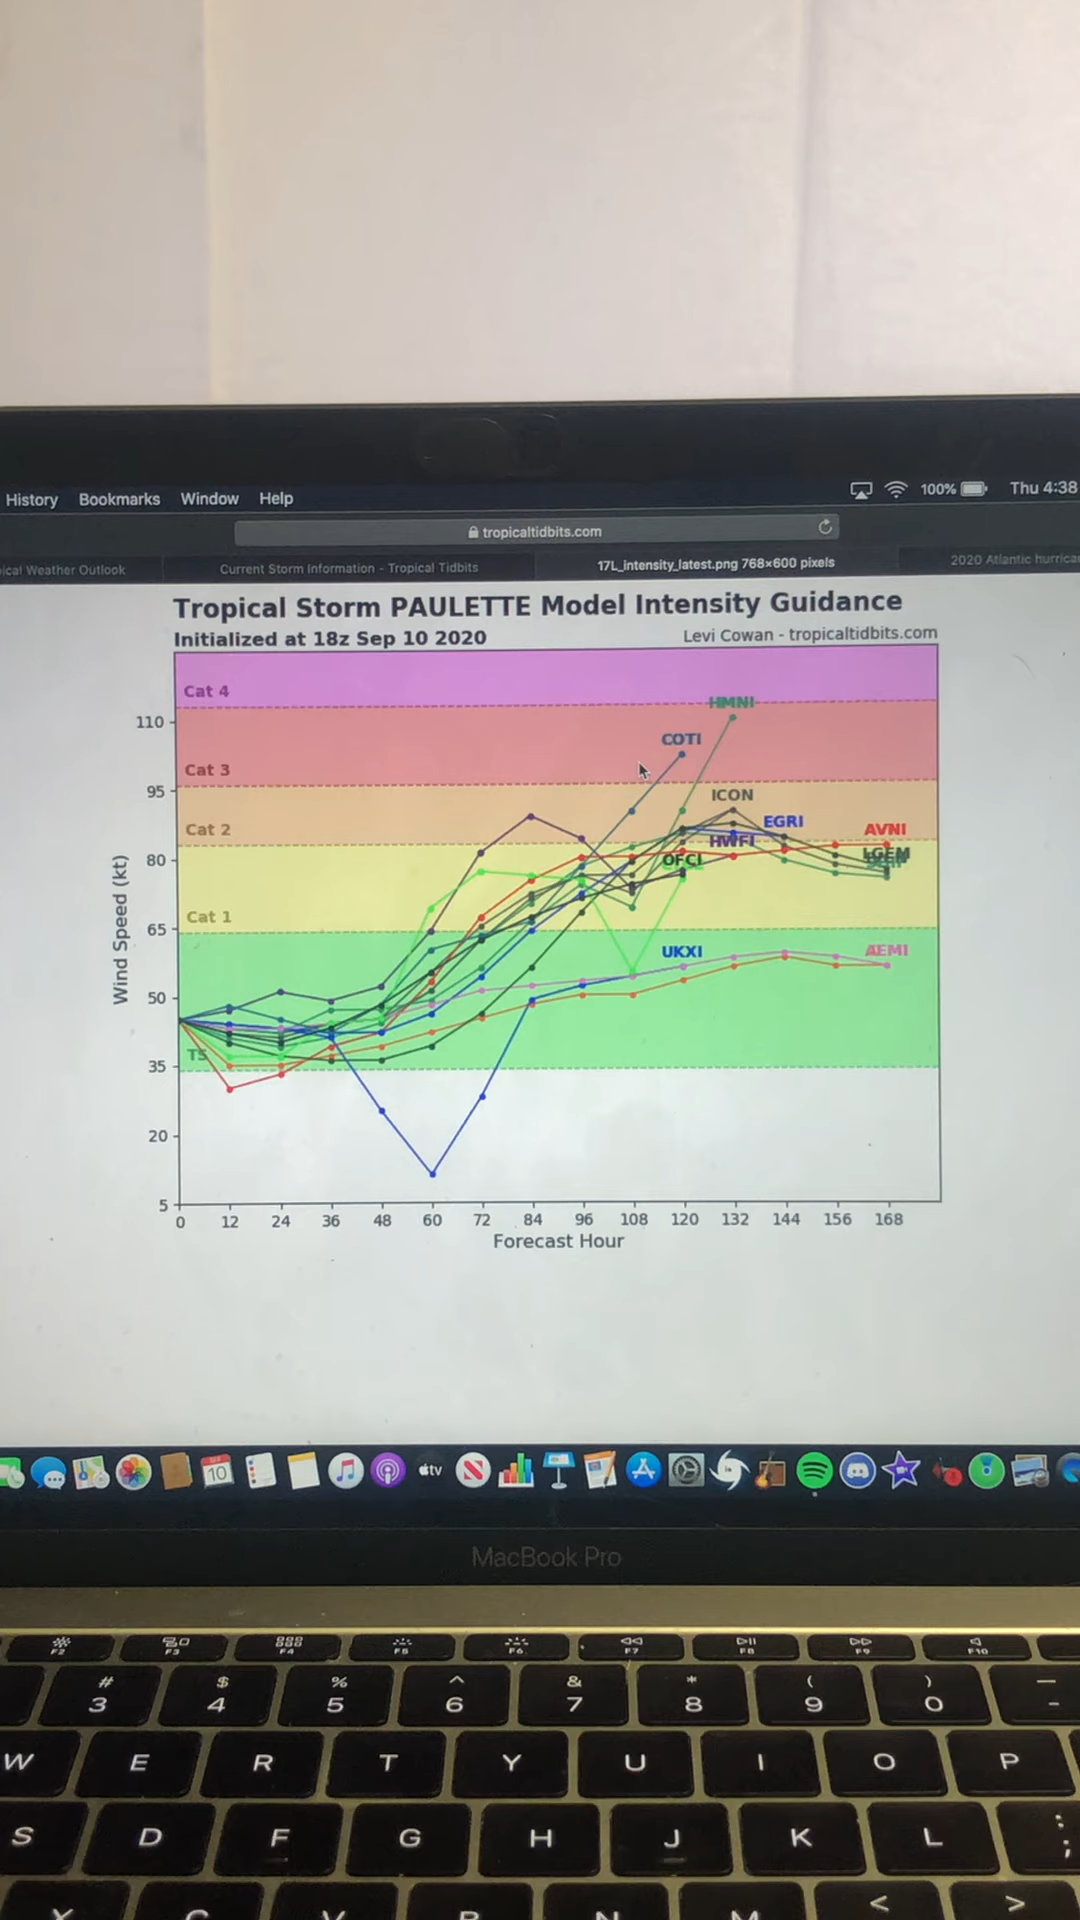 History Bookmarks Window Help 100% Thu 4:38
tropicaltidbits.com
ical Weather Outlook Current Storm Information - Tropical Tidbits 17L_intensity_latest.png 768×600 pixels 2020 Atlantic hurrica
Tropical Storm PAULETTE Model Intensity Guidance
Initialized at 18z Sep 10 2020 Levi Cowan - tropicaltidbits.com
Cat 4
HMNI
110
COTI
Cat 3
95
ICON
EGRI
Cat 2
AVNI
HWFI
80
OFCI
LGEM
Cat 1
65
UKXI
AEMI
50
TS
35
20
5
Wind Speed (kt)
0 12 24 36 48 60 72 84 96 108 120 132 144 156 168
Forecast Hour
SEP
10
tv
MacBook Pro
F2 F3 F4 F5 F6 F7 F8 F9 F10
# $ % ^ & * ( ) —
3 4 5 6 7 8 9 0 -
W E R T Y U I O P
S D F G H J K L :
;
< >